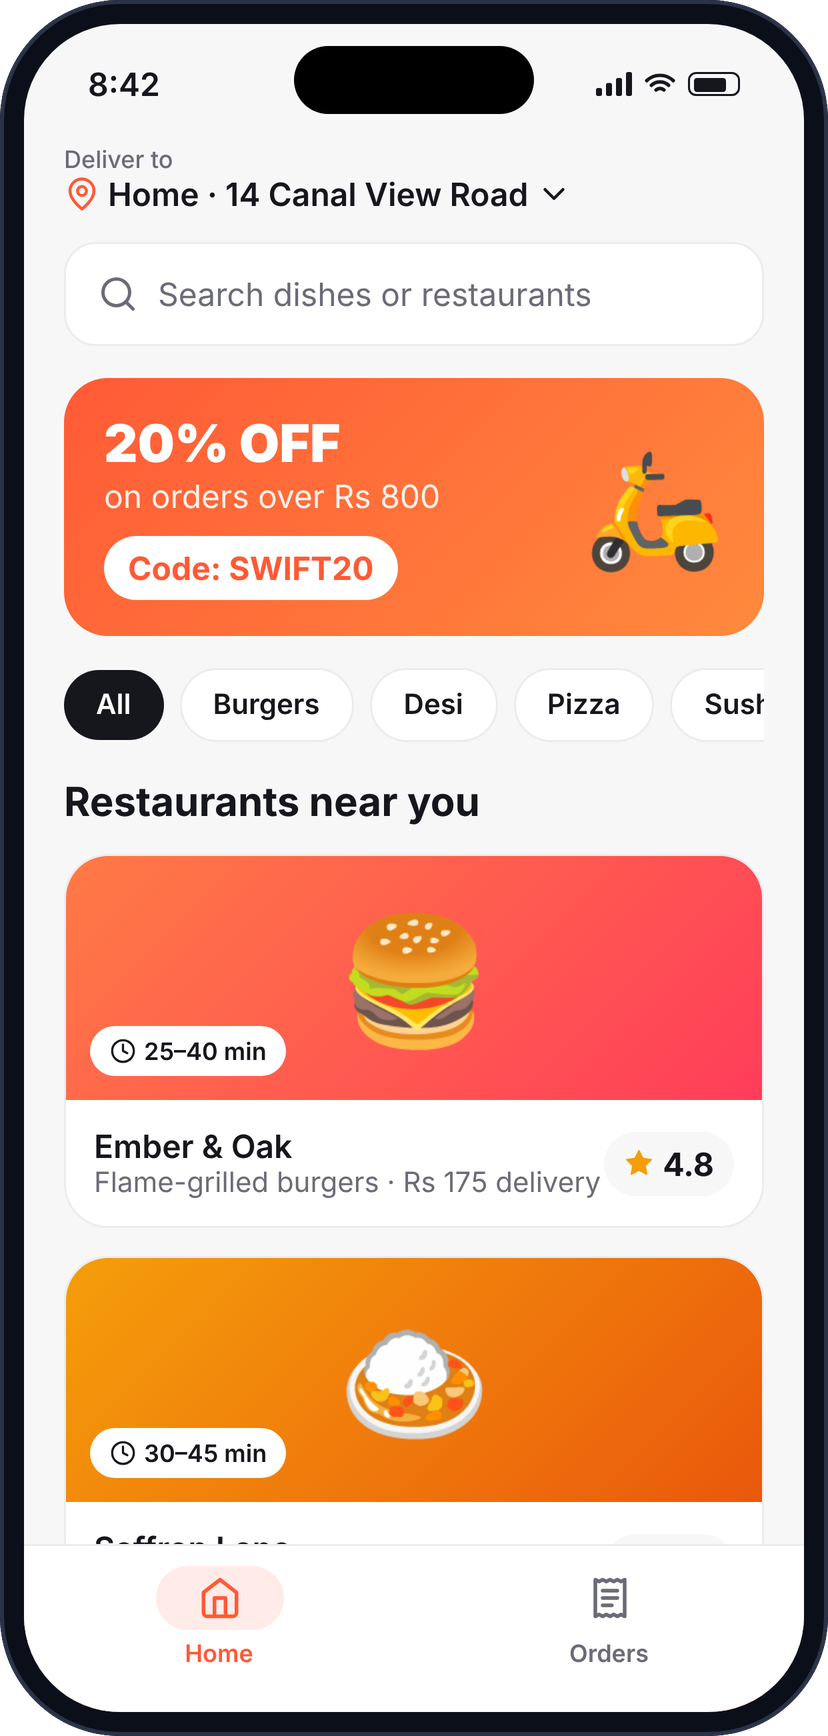 8:42
Deliver to
Home · 14 Canal View Road
Search dishes or restaurants
20% OFF
on orders over Rs 800
Code: SWIFT20
All
Burgers
Desi
Pizza
Sush
Restaurants near you
25–40 min
Ember & Oak
Flame-grilled burgers · Rs 175 delivery
4.8
30–45 min
Home
Orders